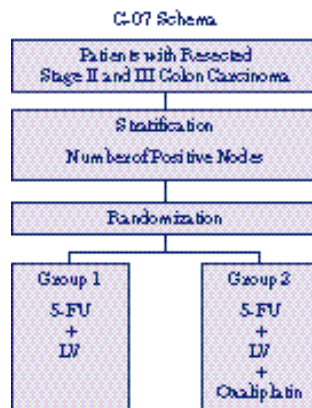 C-07 Schema
Patients with Resected
Stage II and III Colon Carcinoma
Stratification
Number of Positive Nodes
Randomization
Group 1
5-FU
+
LV
Group 2
5-FU
+
LV
+
Oxaliplatin